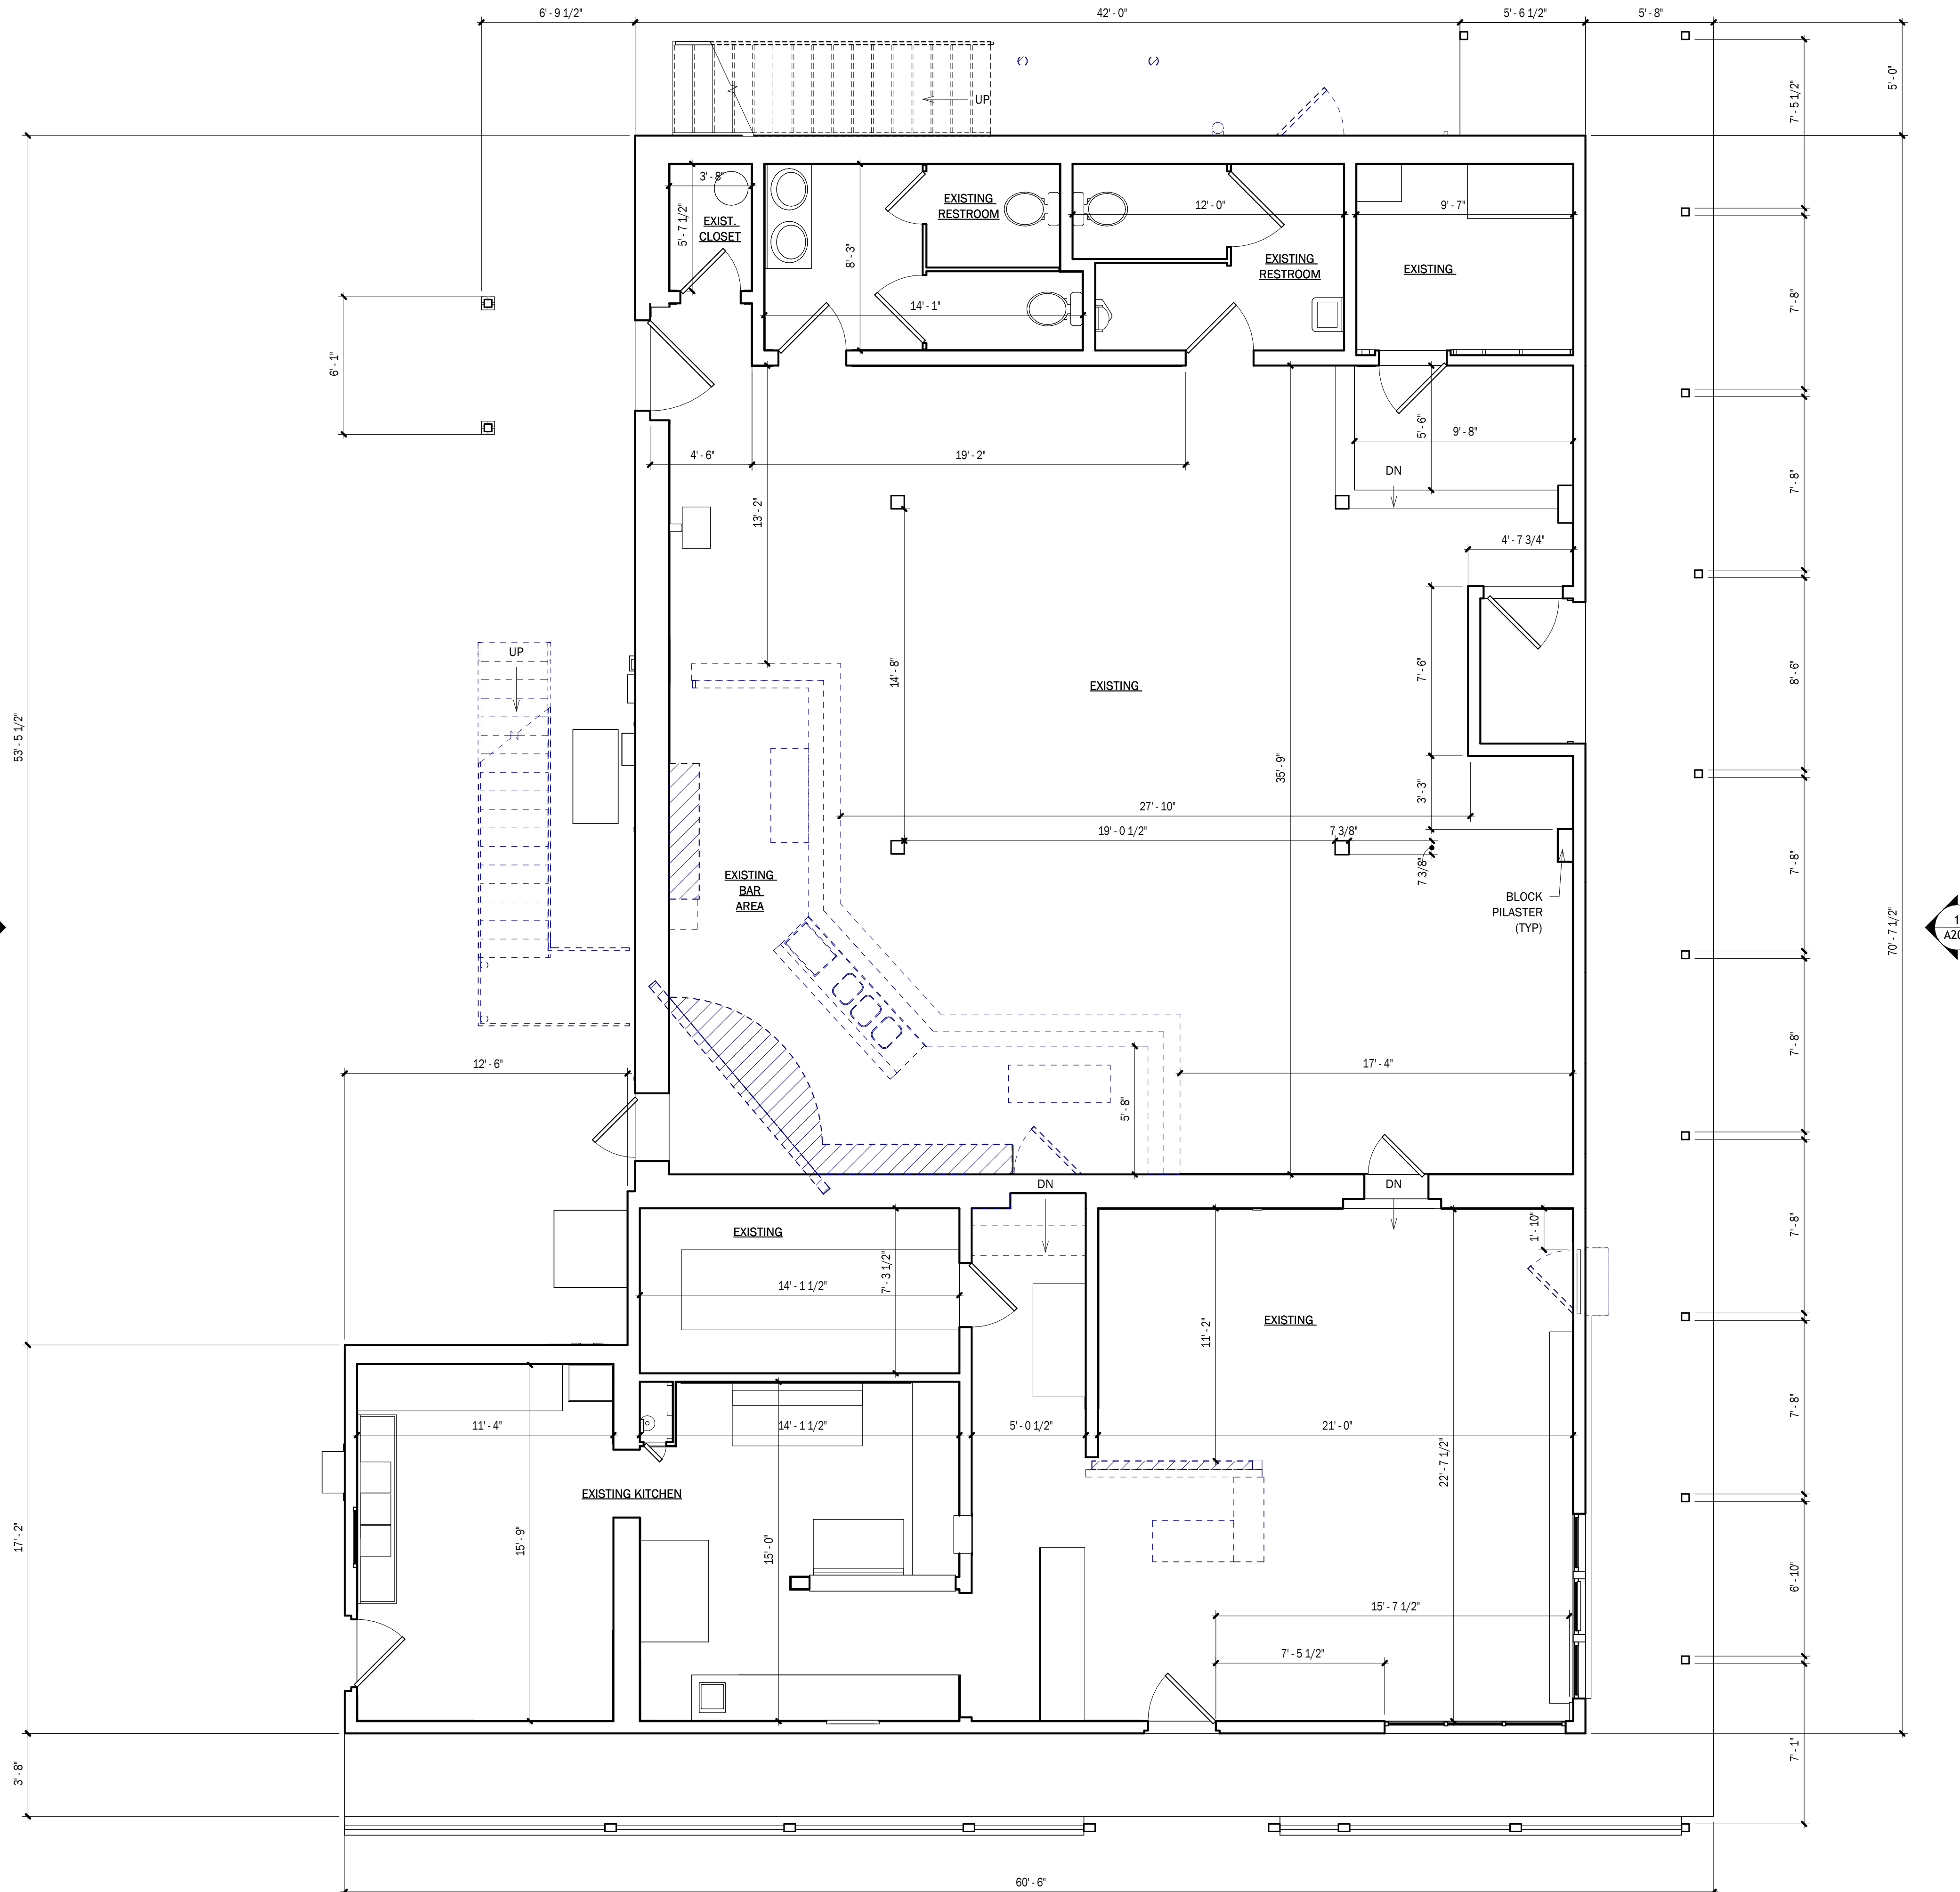 6' - 9 1/2"
42' - 0"
5' - 6 1/2"
5' - 8"
7' - 5 1/2"
5' - 0"
UP
3' - 8"
5' - 7 1/2"
EXIST.
CLOSET
8' - 3"
EXISTING
RESTROOM
14' - 1"
12' - 0"
EXISTING
RESTROOM
9' - 7"
EXISTING
7' - 8"
6' - 1"
5' - 6"
9' - 8"
4' - 6"
19' - 2"
DN
7' - 8"
13' - 2"
4' - 7 3/4"
UP
14' - 8"
EXISTING
7' - 6"
8' - 6"
53' - 5 1/2"
35' - 9"
3' - 3"
27' - 10"
19' - 0 1/2"
7 3/8"
7 3/8"
7' - 8"
EXISTING
BAR
AREA
BLOCK
PILASTER
(TYP)
70' - 7 1/2"
1
A20
12' - 6"
17' - 4"
7' - 8"
5' - 8"
DN
DN
EXISTING
7' - 3 1/2"
14' - 1 1/2"
1' - 10"
7' - 8"
11' - 2"
EXISTING
11' - 4"
14' - 1 1/2"
5' - 0 1/2"
21' - 0"
7' - 8"
22' - 7 1/2"
EXISTING KITCHEN
17' - 2"
15' - 9"
15' - 0"
6' - 10"
15' - 7 1/2"
7' - 5 1/2"
7' - 1"
3' - 8"
60' - 6"